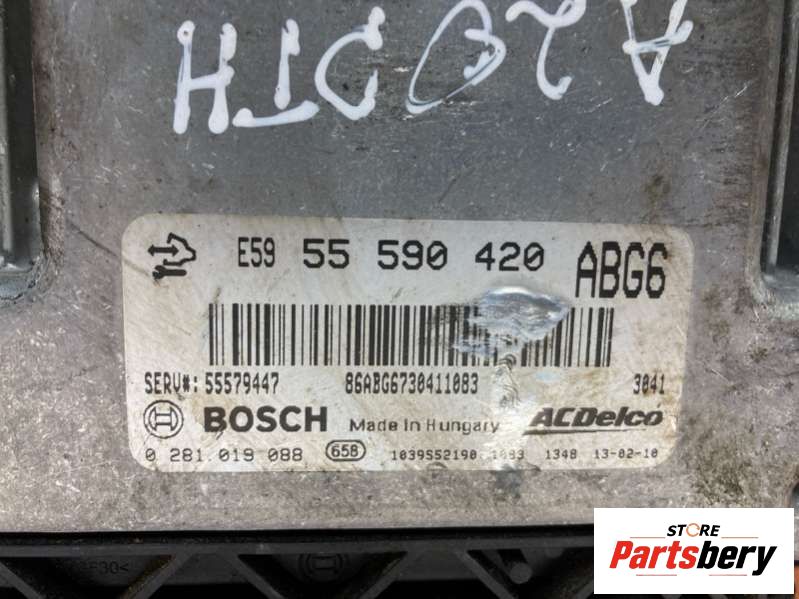 A20DTH
E59 55 590 420 ABG6
SERV#: 55579447 86ABG6730411083 3041
BOSCH Made in Hungary ACDelco
0 281 019 088 658 1039S52190 1083 1348 13-02-10
STORE
Partsbery